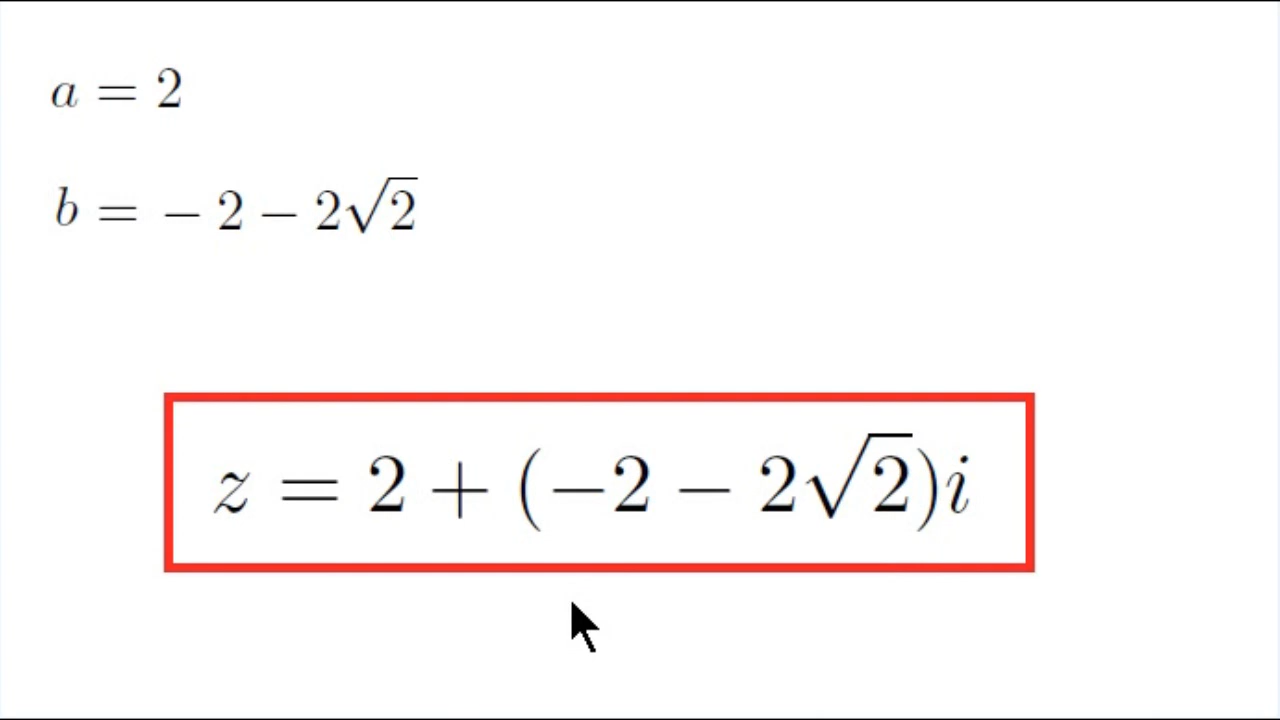 a = 2
b = − 2 − 2√2
z = 2 + (−2 − 2√2)i